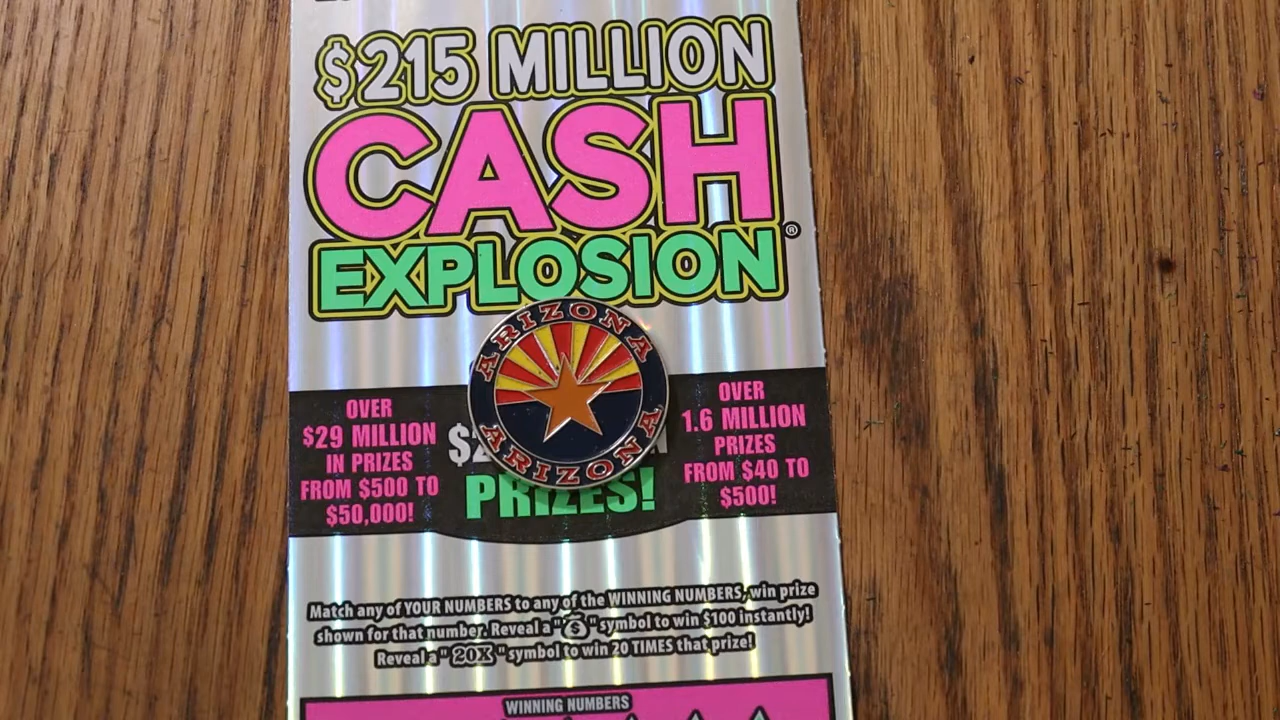 $215 MILLION
CASH
EXPLOSION®
ARIZONA
ARIZONA
OVER
$29 MILLION
IN PRIZES
FROM $500 TO
$50,000!
PRIZES!
OVER
1.6 MILLION
PRIZES
FROM $40 TO
$500!
Match any of YOUR NUMBERS to any of the WINNING NUMBERS, win prize
shown for that number. Reveal a " $ " symbol to win $100 instantly!
Reveal a " 20X " symbol to win 20 TIMES that prize!
WINNING NUMBERS